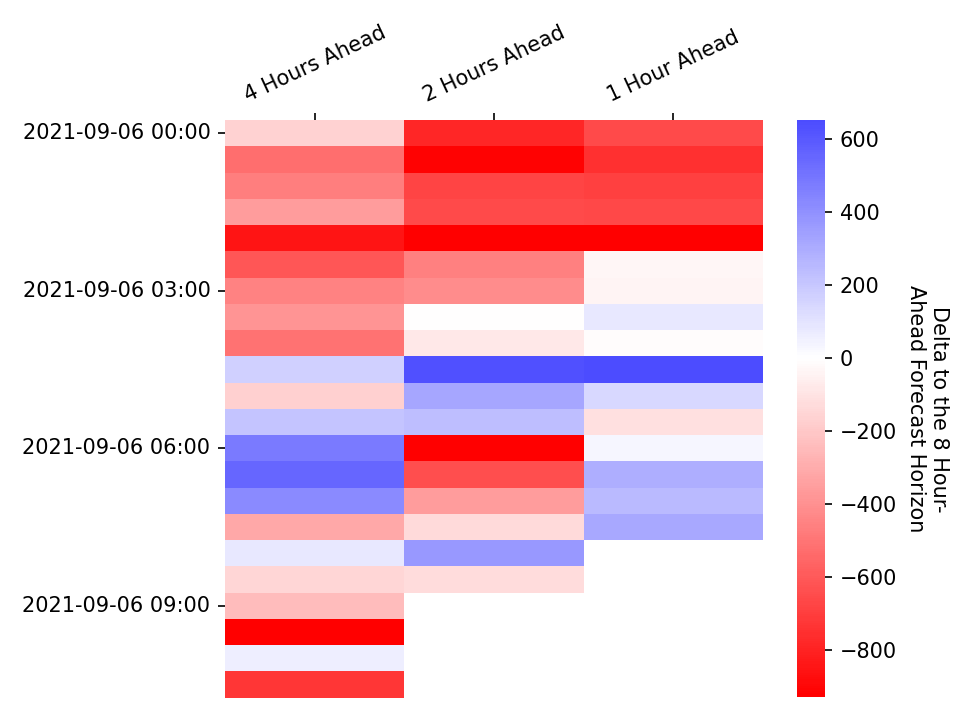 4 Hours Ahead
2 Hours Ahead
1 Hour Ahead
2021-09-06 00:00
2021-09-06 03:00
2021-09-06 06:00
2021-09-06 09:00
600
400
200
0
−200
−400
−600
−800
Delta to the 8 Hour-
Ahead Forecast Horizon